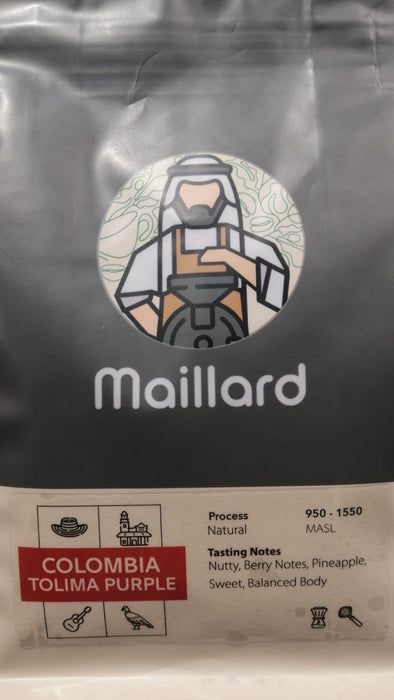 Maillard
COLOMBIA
TOLIMA PURPLE
Process
Natural
950 - 1550
MASL
Tasting Notes
Nutty, Berry Notes, Pineapple,
Sweet, Balanced Body